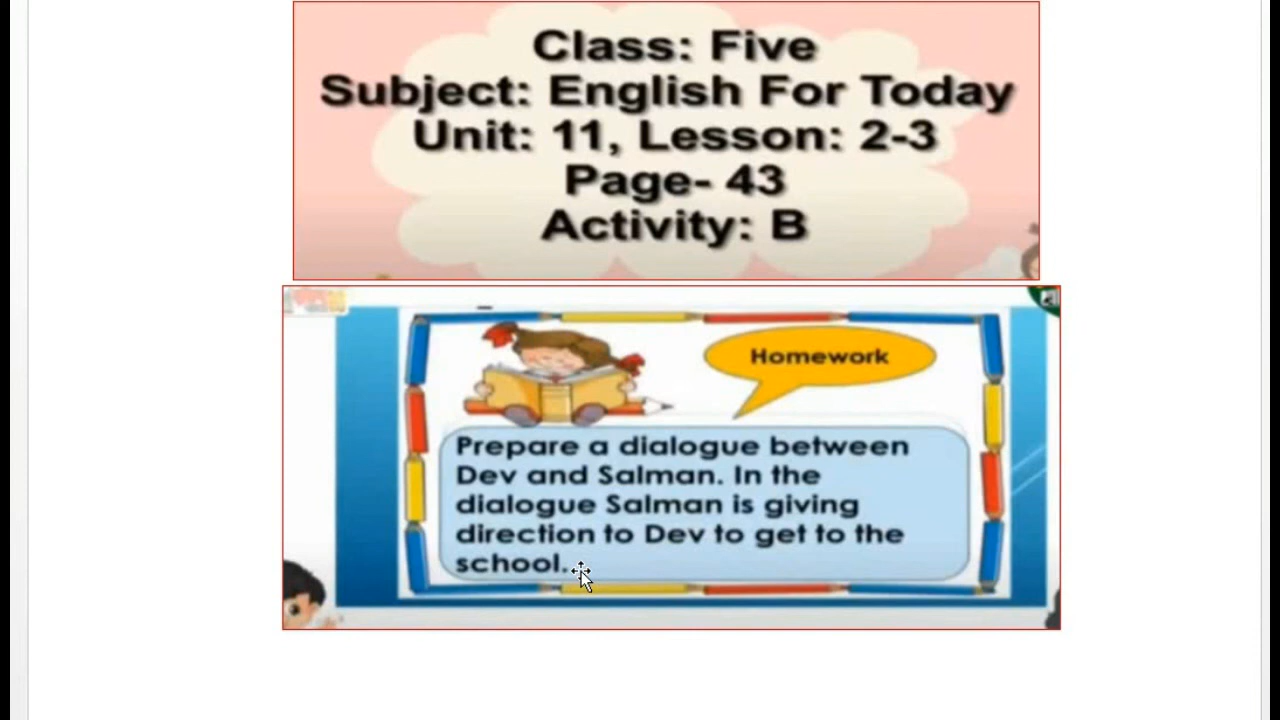 Class: Five
Subject: English For Today
Unit: 11, Lesson: 2-3
Page- 43
Activity: B
Homework
Prepare a dialogue between
Dev and Salman. In the
dialogue Salman is giving
direction to Dev to get to the
school.